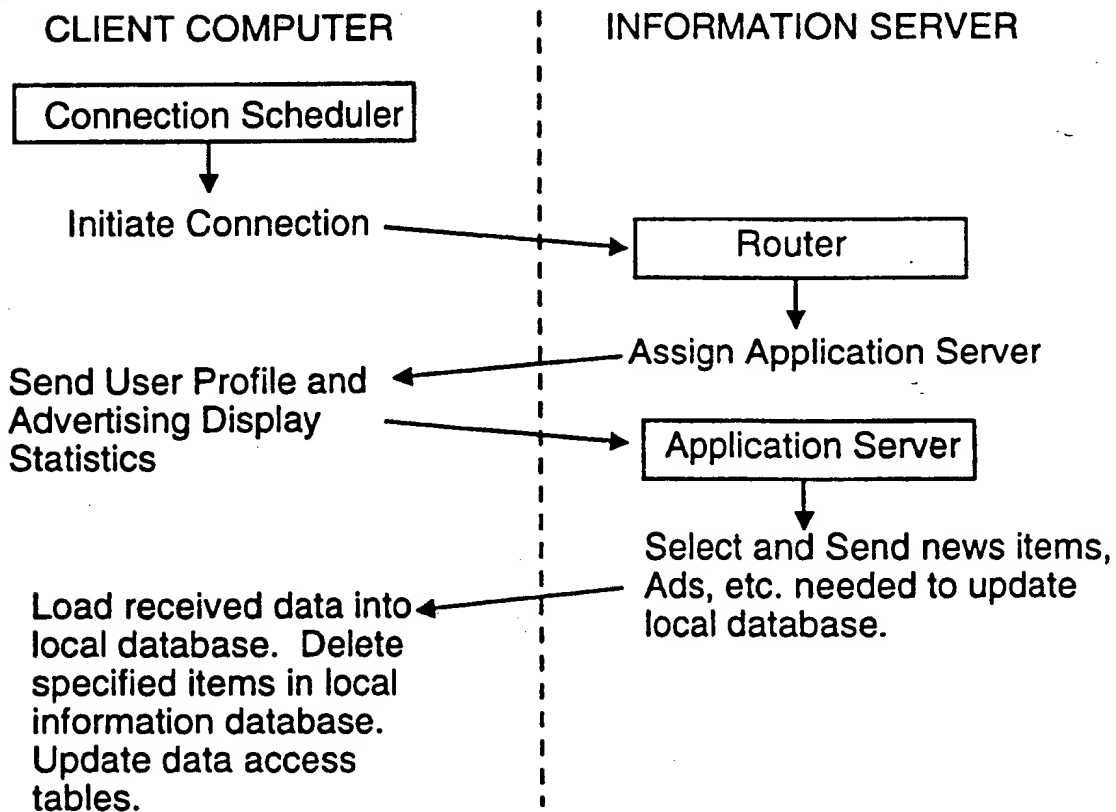 CLIENT COMPUTER
INFORMATION SERVER
Connection Scheduler
Initiate Connection
Router
Assign Application Server
Send User Profile and
Advertising Display
Statistics
Application Server
Select and Send news items,
Ads, etc. needed to update
local database.
Load received data into
local database. Delete
specified items in local
information database.
Update data access
tables.